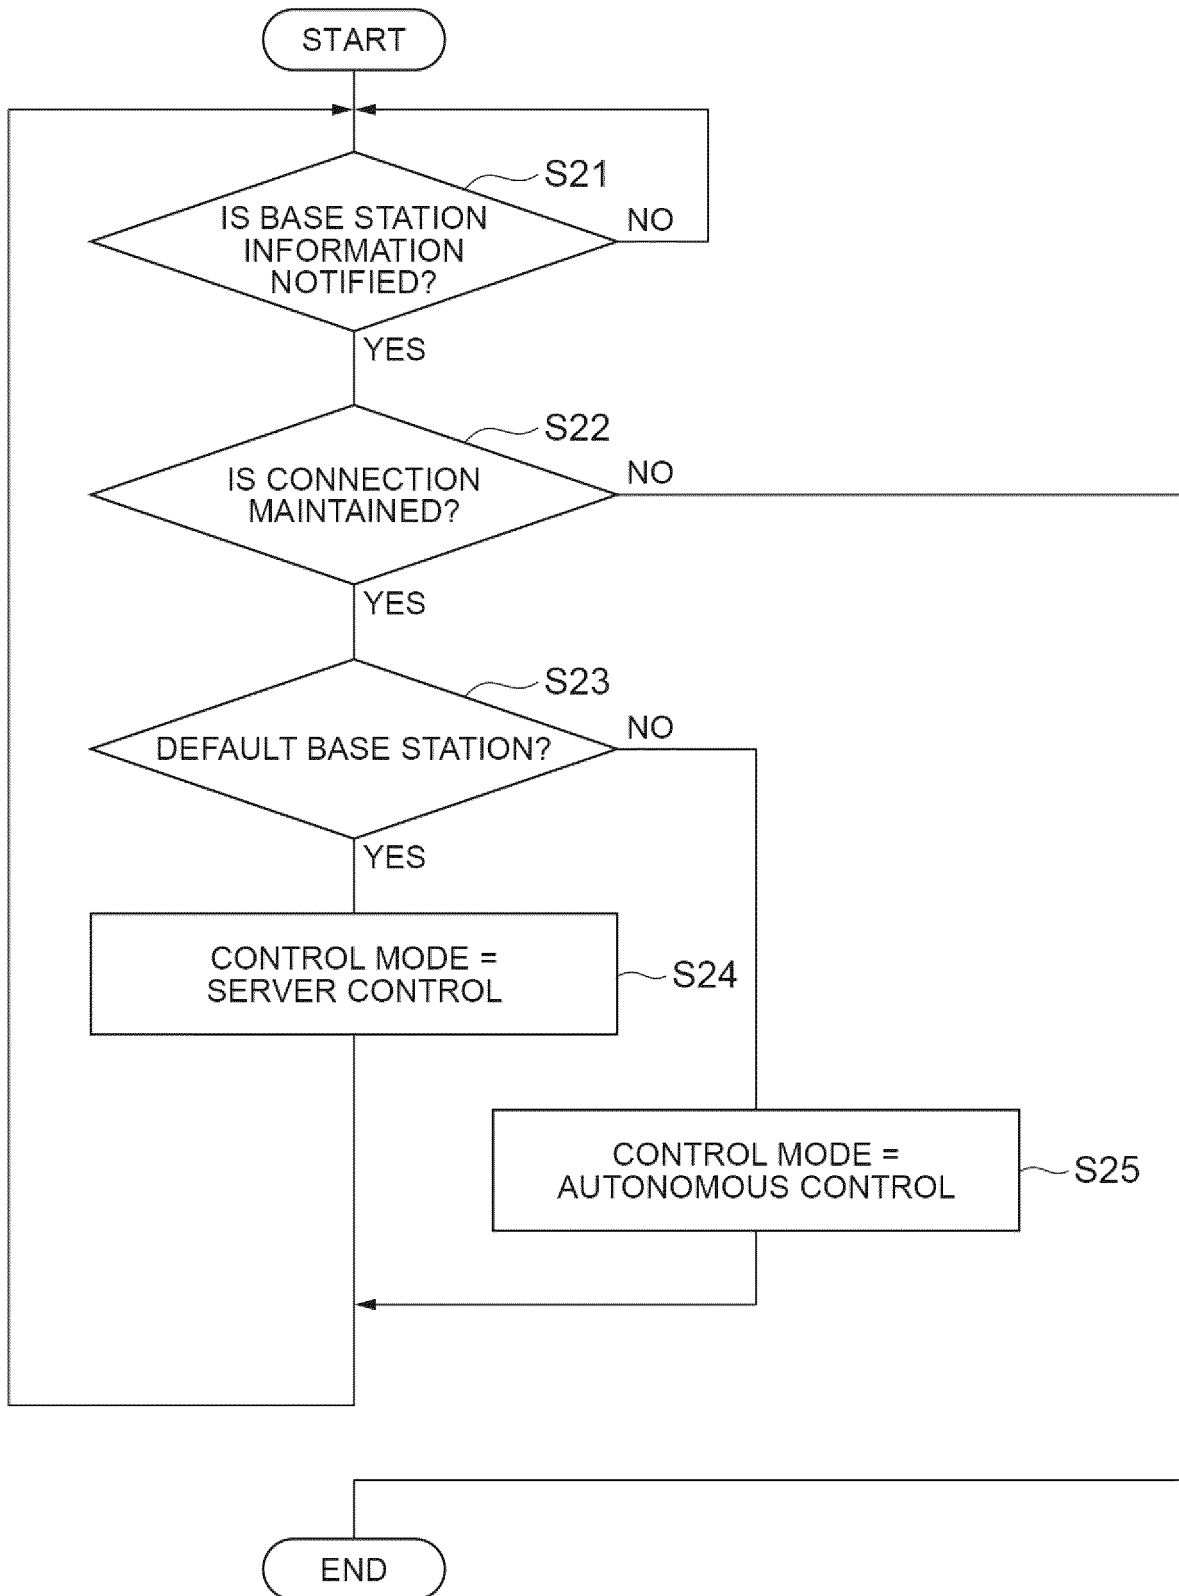 START
S21
IS BASE STATION
INFORMATION
NOTIFIED?
NO
YES
S22
IS CONNECTION
MAINTAINED?
NO
YES
S23
DEFAULT BASE STATION?
NO
YES
CONTROL MODE =
SERVER CONTROL
S24
CONTROL MODE =
AUTONOMOUS CONTROL
S25
END